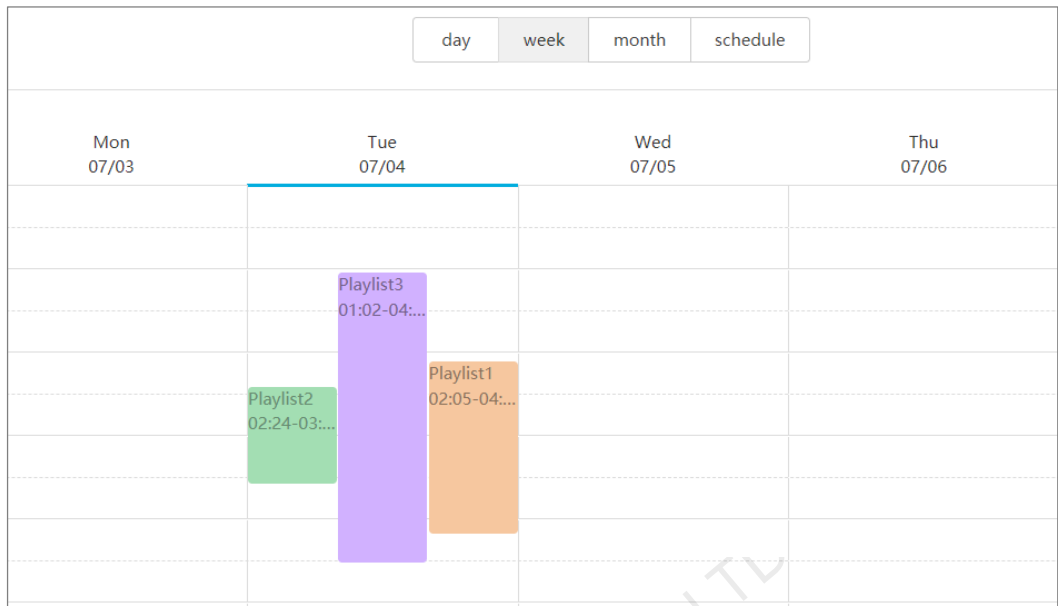 day week month schedule
Mon Tue Wed Thu
07/03 07/04 07/05 07/06
Playlist3
01:02-04:...
Playlist1
02:05-04:...
Playlist2
02:24-03:...
LTD